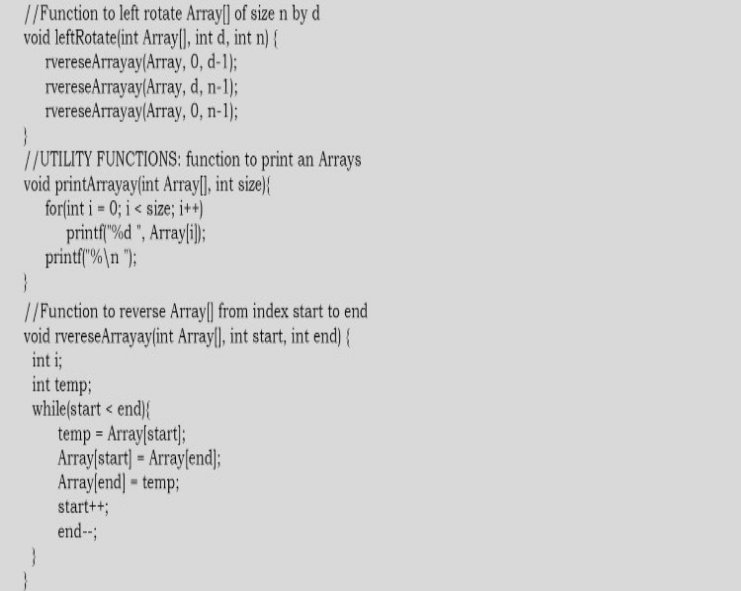 //Function to left rotate Array[] of size n by d
void leftRotate(int Array[], int d, int n) {
rvereseArrayay(Array, 0, d-1);
rvereseArrayay(Array, d, n-1);
rvereseArrayay(Array, 0, n-1);
}
//UTILITY FUNCTIONS: function to print an Arrays
void printArrayay(int Array[], int size){
for(int i = 0; i < size; i++)
printf("%d ", Array[i]);
printf("%\n ");
}
//Function to reverse Array[] from index start to end
void rvereseArrayay(int Array[], int start, int end) {
int i;
int temp;
while(start < end){
temp = Array[start];
Array[start] = Array[end];
Array[end] = temp;
start++;
end--;
}
}